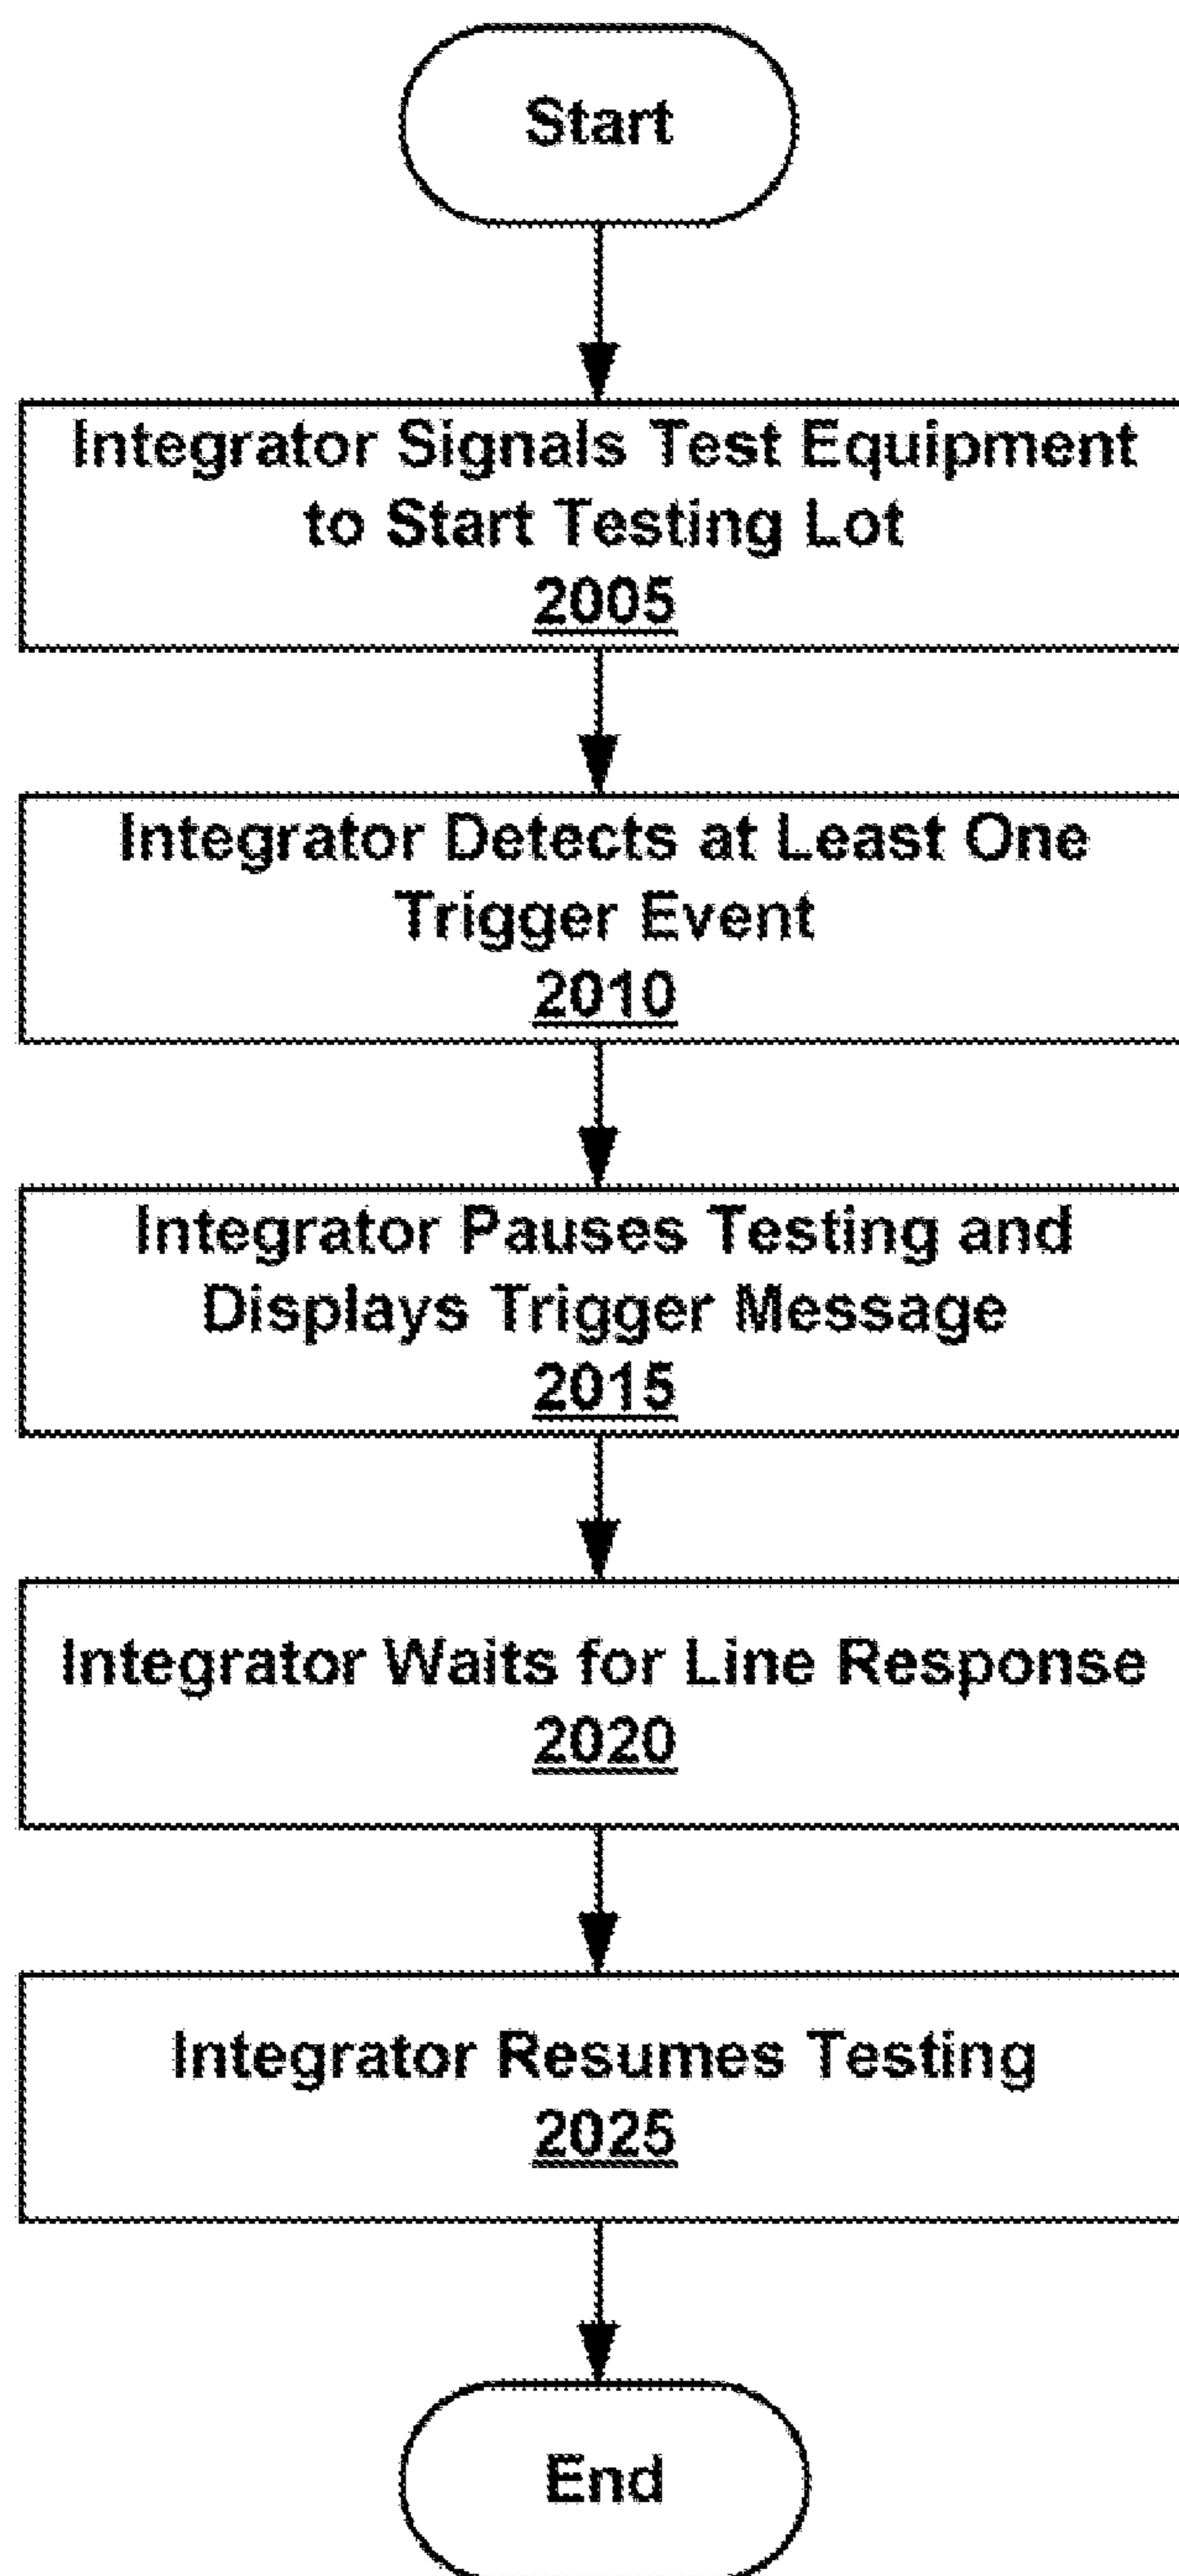 Start
Integrator Signals Test Equipment
to Start Testing Lot
2005
Integrator Detects at Least One
Trigger Event
2010
Integrator Pauses Testing and
Displays Trigger Message
2015
Integrator Waits for Line Response
2020
Integrator Resumes Testing
2025
End